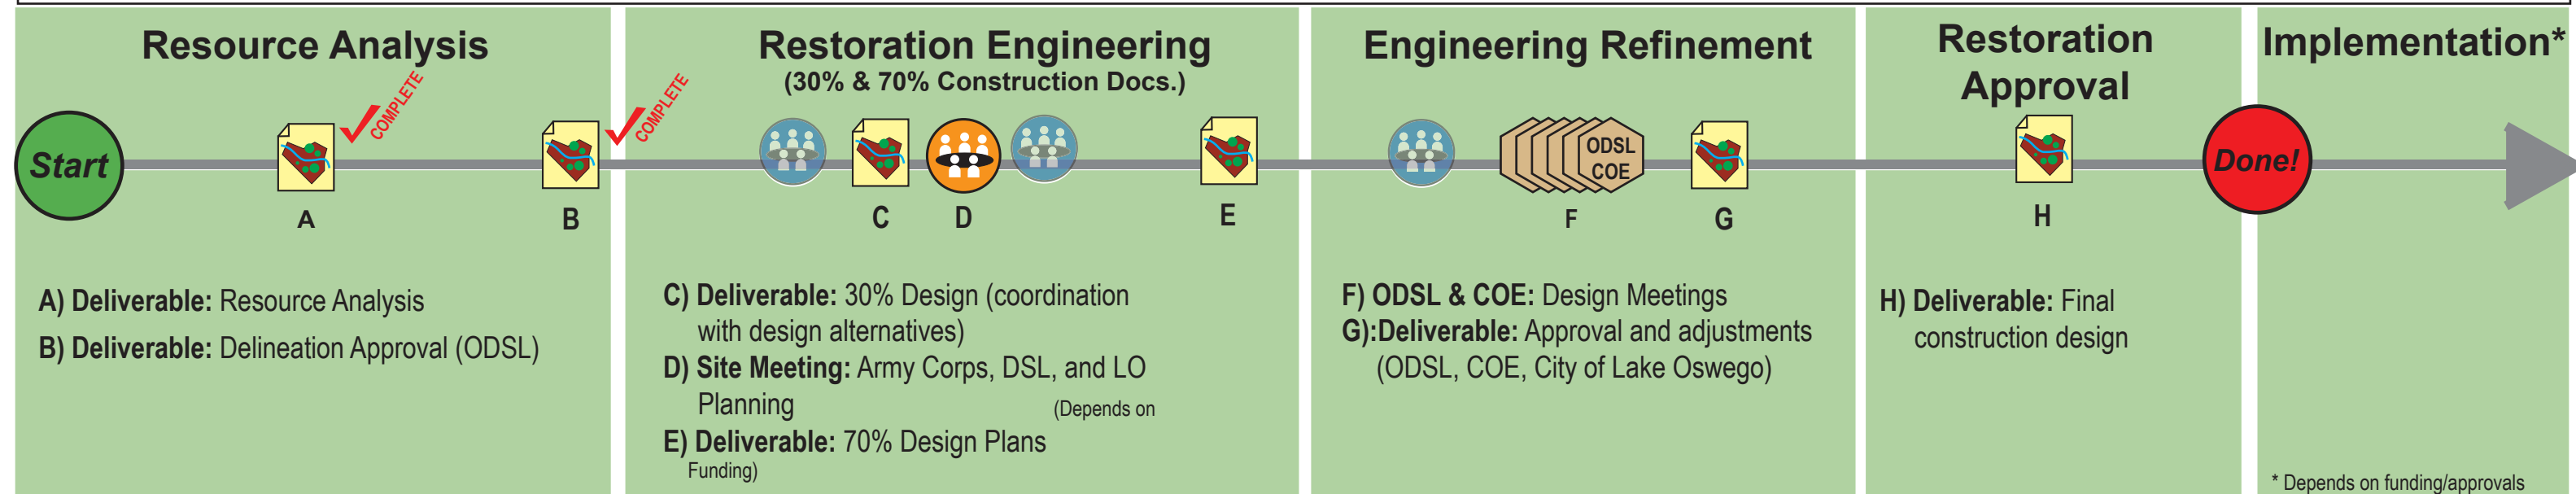 Resource Analysis
COMPLETE
COMPLETE
Start
A
B
A) Deliverable: Resource Analysis
B) Deliverable: Delineation Approval (ODSL)
Restoration Engineering
(30% & 70% Construction Docs.)
C
D
E
C) Deliverable: 30% Design (coordination
with design alternatives)
D) Site Meeting: Army Corps, DSL, and LO
Planning
(Depends on
E) Deliverable: 70% Design Plans
Funding)
Engineering Refinement
ODSL
COE
F
G
F) ODSL & COE: Design Meetings
G):Deliverable: Approval and adjustments
(ODSL, COE, City of Lake Oswego)
Restoration
Approval
H
H) Deliverable: Final
construction design
Implementation*
Done!
* Depends on funding/approvals